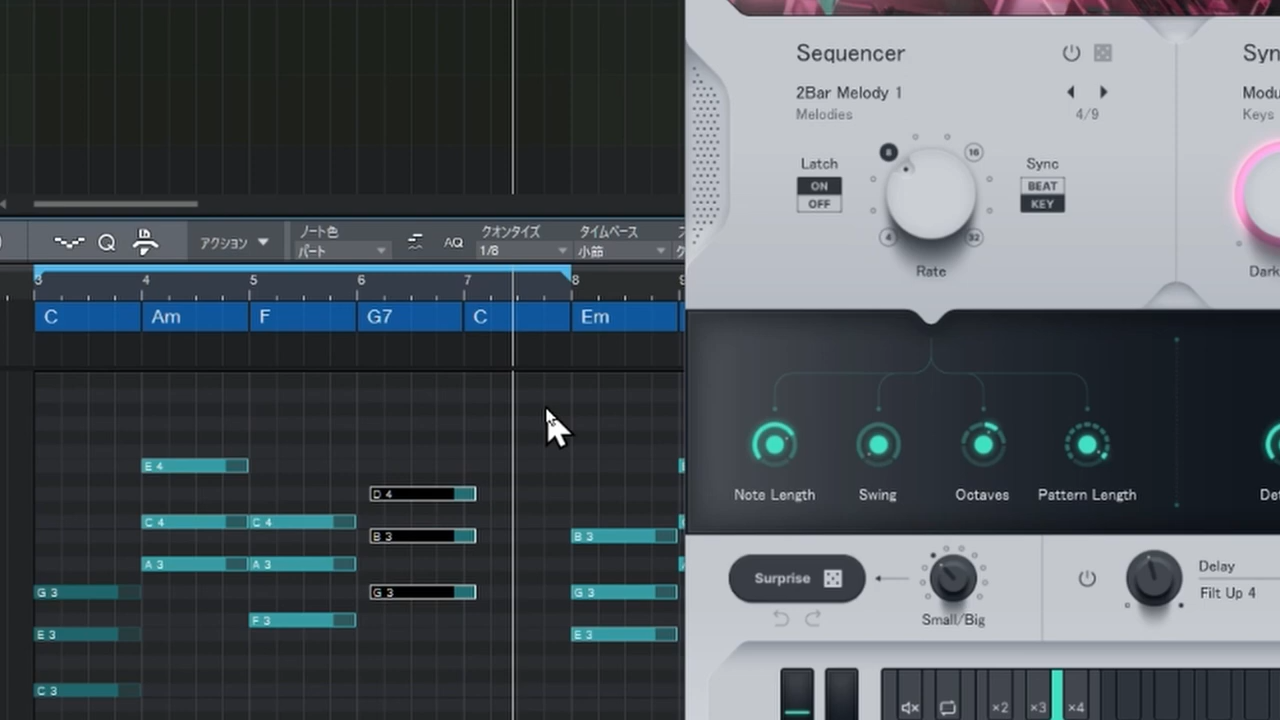 Sequencer
Syn
2Bar Melody 1
Modu
Melodies
4/9
Keys
8
16
Latch
Sync
ON
BEAT
OFF
KEY
4
32
Rate
Dark
アクション
ノート色
パート
AQ
クオンタイズ
1/8
タイムベース
小節
3
4
5
6
7
8
9
C
Am
F
G7
C
Em
E 4
D 4
C 4
C 4
B 3
B 3
A 3
A 3
G 3
G 3
G 3
F 3
E 3
E 3
C 3
Note Length
Swing
Octaves
Pattern Length
Det
Surprise
Small/Big
Delay
Filt Up 4
×2
×3
×4